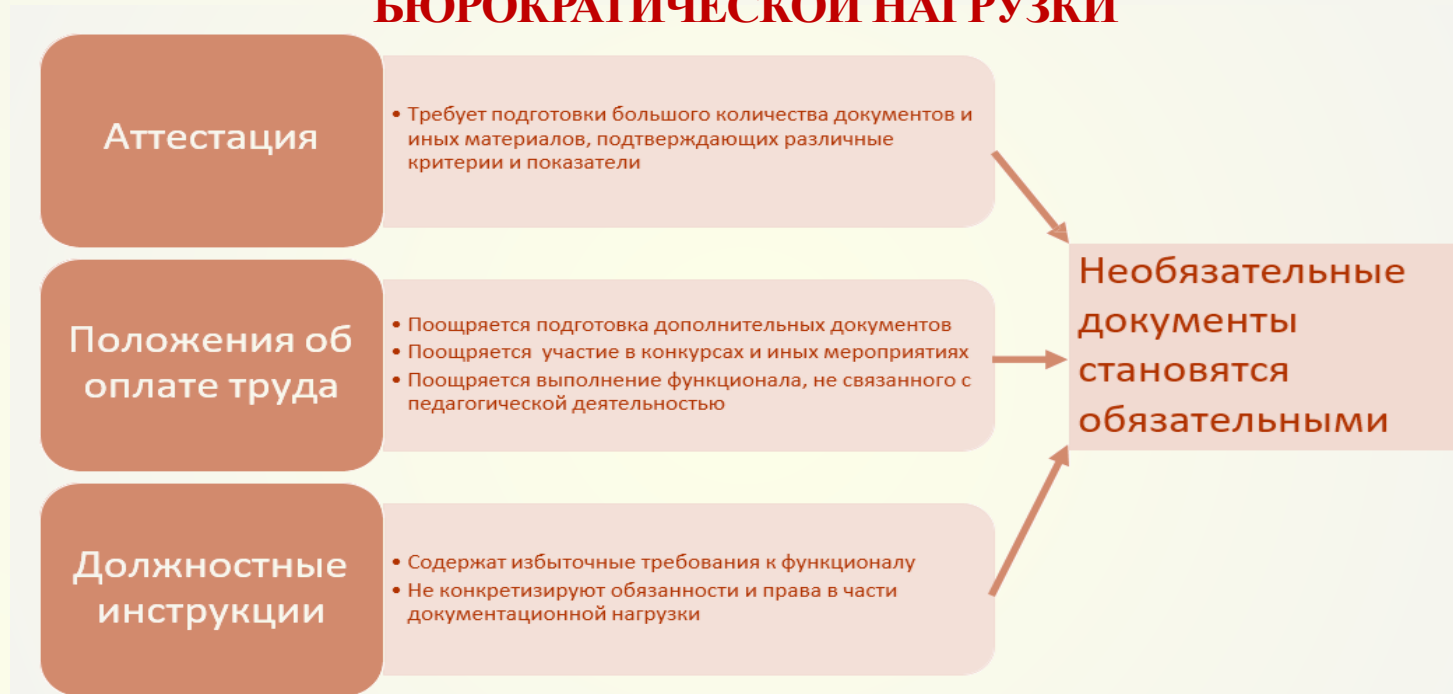 БЮРОКРАТИЧЕСКОЙ НАГРУЗКИ
Аттестация
• Требует подготовки большого количества документов и
иных материалов, подтверждающих различные
критерии и показатели
Положения об
оплате труда
• Поощряется подготовка дополнительных документов
• Поощряется участие в конкурсах и иных мероприятиях
• Поощряется выполнение функционала, не связанного с
педагогической деятельностью
Должностные
инструкции
• Содержат избыточные требования к функционалу
• Не конкретизируют обязанности и права в части
документационной нагрузки
Необязательные
документы
становятся
обязательными